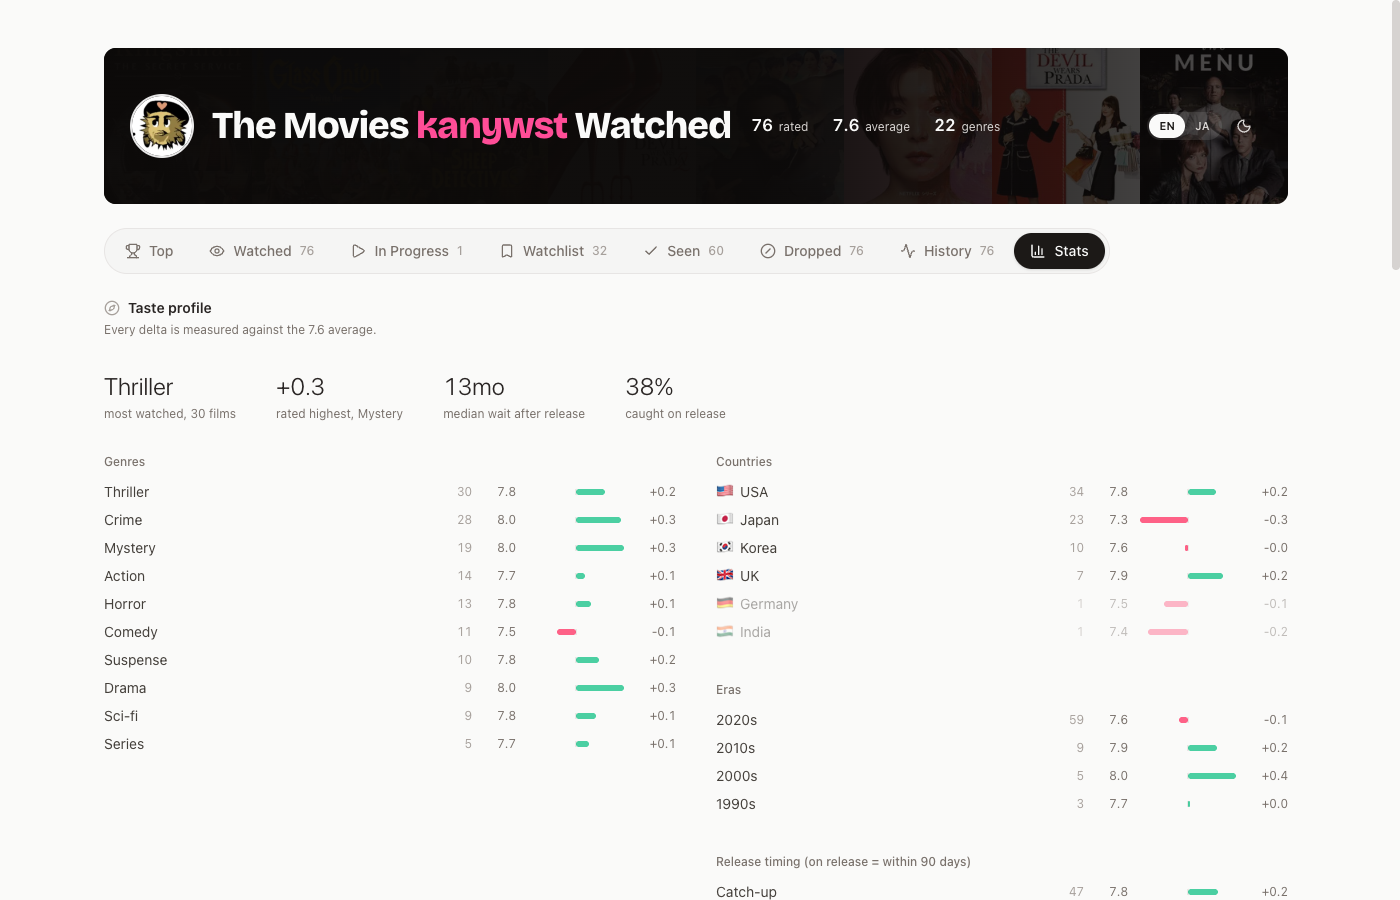 The Movies kanywst Watched
76 rated 7.6 average 22 genres
DEVIL
PRADA
MENU
EN JA
Top Watched 76 In Progress 1 Watchlist 32 Seen 60 Dropped 76 History 76 Stats
Taste profile
Every delta is measured against the 7.6 average.
Thriller +0.3 13mo 38%
most watched, 30 films rated highest, Mystery median wait after release caught on release
Genres
Thriller 30 7.8 +0.2
Crime 28 8.0 +0.3
Mystery 19 8.0 +0.3
Action 14 7.7 +0.1
Horror 13 7.8 +0.1
Comedy 11 7.5 -0.1
Suspense 10 7.8 +0.2
Drama 9 8.0 +0.3
Sci-fi 9 7.8 +0.1
Series 5 7.7 +0.1
Countries
USA 34 7.8 +0.2
Japan 23 7.3 -0.3
Korea 10 7.6 -0.0
UK 7 7.9 +0.2
Germany 1 7.5 -0.1
India 1 7.4 -0.2
Eras
2020s 59 7.6 -0.1
2010s 9 7.9 +0.2
2000s 5 8.0 +0.4
1990s 3 7.7 +0.0
Release timing (on release = within 90 days)
Catch-up 47 7.8 +0.2